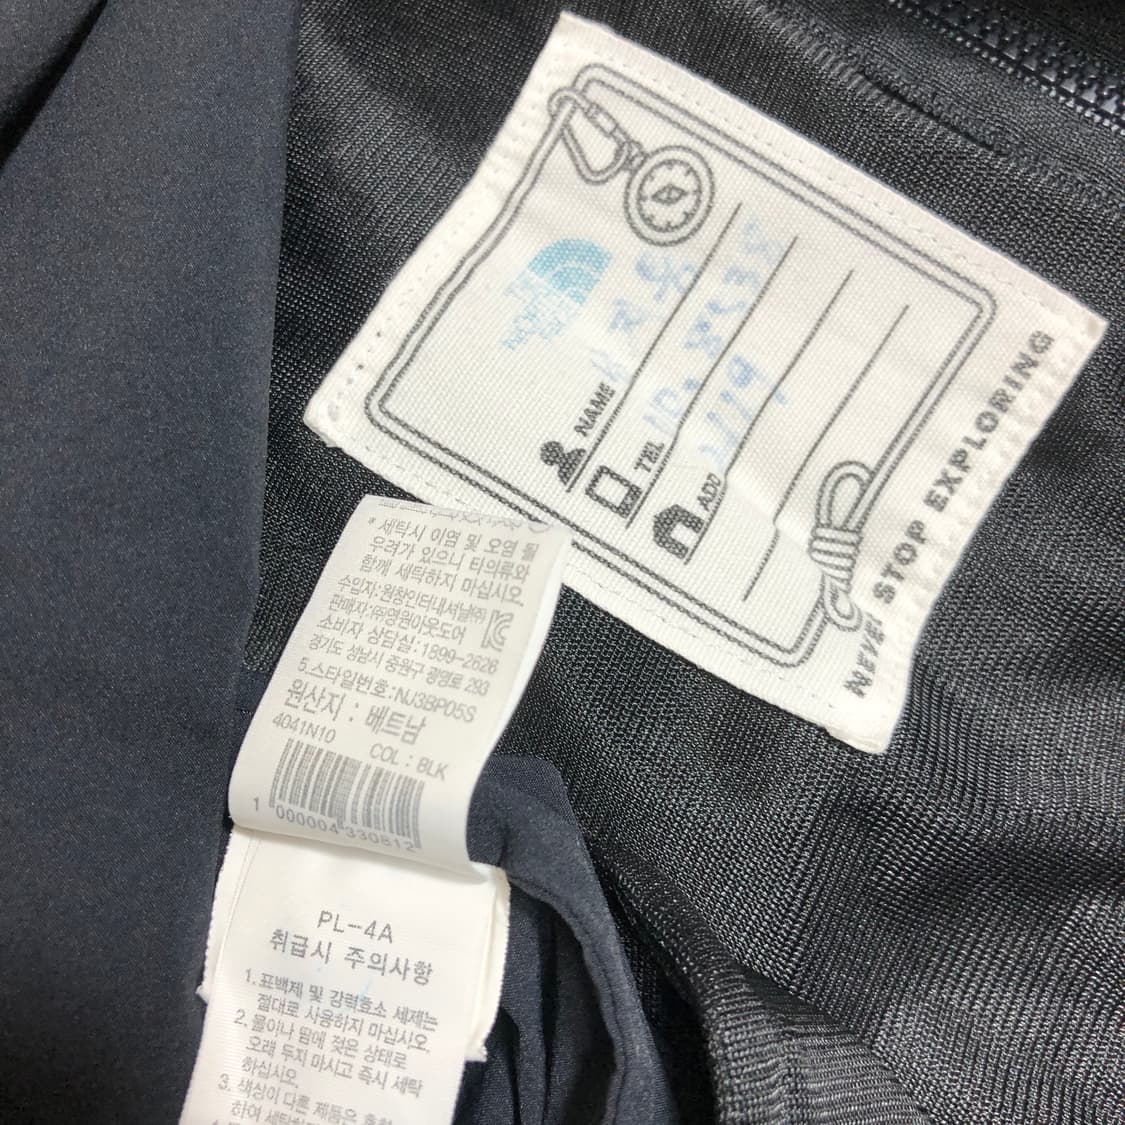 NAME
TEL
ADD
NEVER STOP EXPLORING
* 세탁시 이염 및 오염 될
우려가 있으니 타의류와
함께 세탁하지 마십시오.
수입자:원창인터내셔날㈜
판매자:㈜영원아웃도어
소비자 상담실:1899-2626
경기도 성남시 중원구 광명로 293
5.스타일번호:NJ3BP05S
원산지 : 베트남
4041N10
COL : BLK
1 000004 330812
PL-4A
취급시 주의사항
1.표백제 및 강력효소 세제는
절대로 사용하지 마십시오.
2.물이나 땀에 젖은 상태로
오래 두지 마시고 즉시 세탁
하십시오.
3. 색상이 다른 제품은